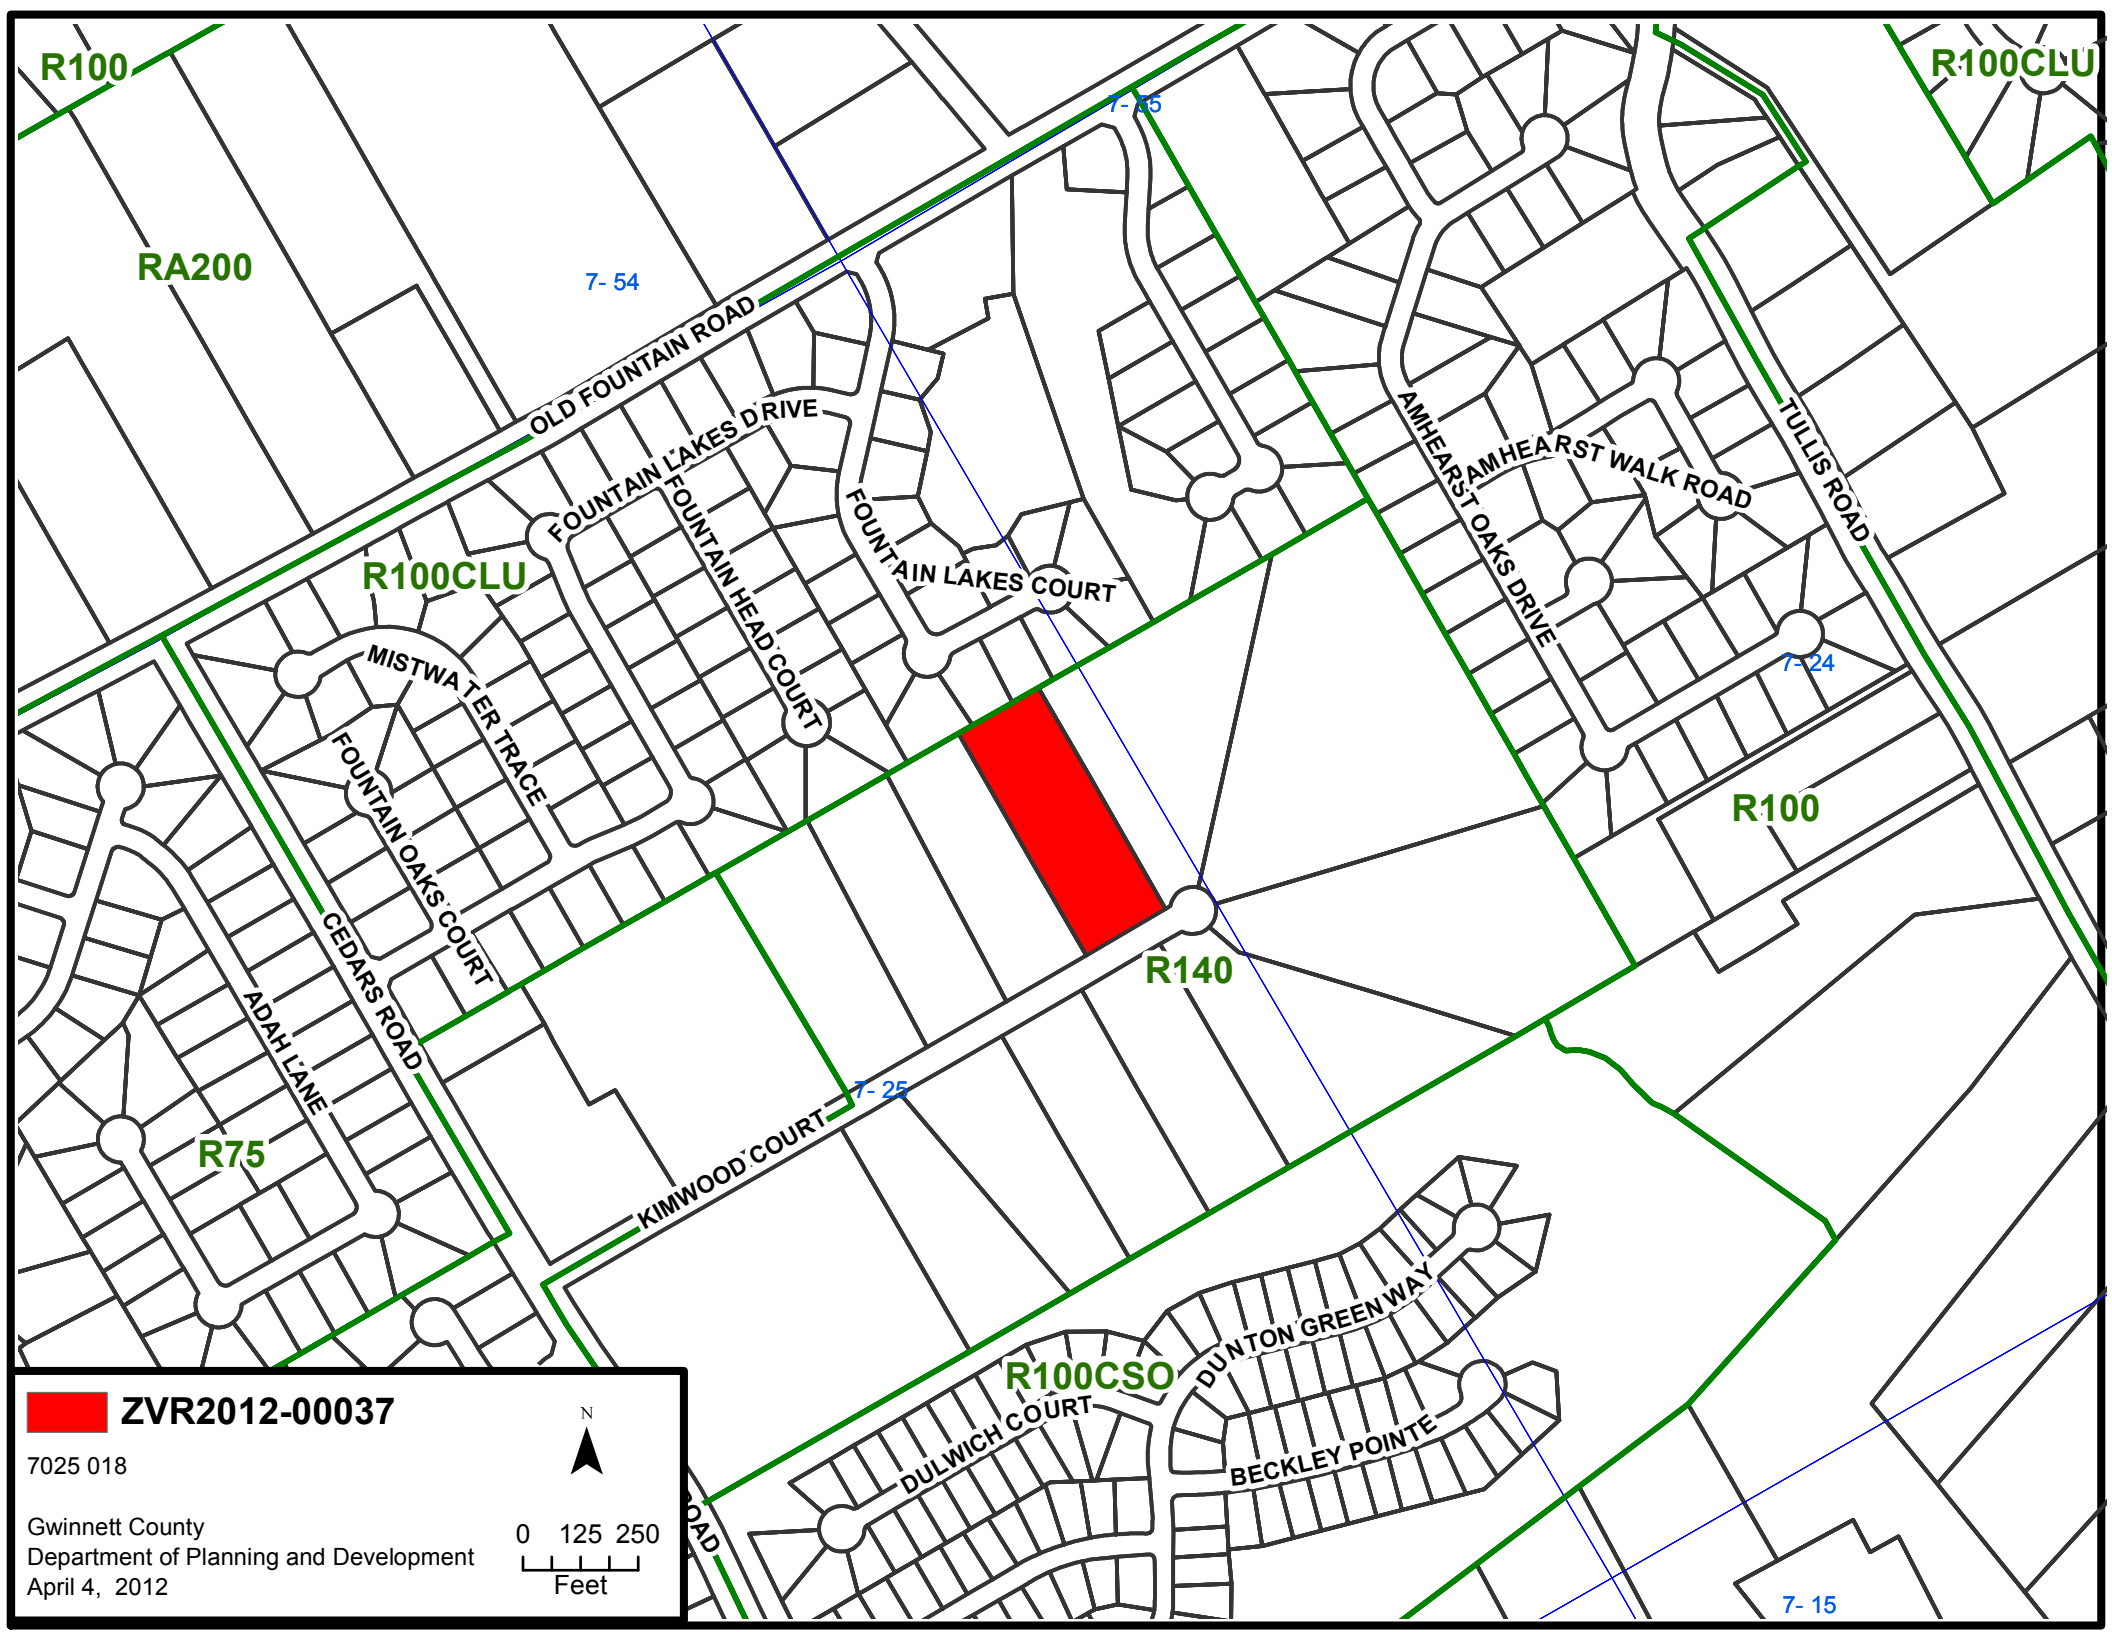 R100
R100CLU
7- 55
RA200
7- 54
OLD FOUNTAIN ROAD
FOUNTAIN LAKES DRIVE
AMHEARST OAKS DRIVE
AMHEARST WALK ROAD
TULLIS ROAD
FOUNTAIN HEAD COURT
FOUNTAIN LAKES COURT
R100CLU
MISTWATER TRACE
7- 24
FOUNTAIN OAKS COURT
R100
CEDARS ROAD
R140
ADAH LANE
7- 25
KIMWOOD COURT
R75
DUNTON GREEN WAY
R100CSO
DULWICH COURT
BECKLEY POINTE
ROAD
7- 15
ZVR2012-00037
7025 018
N
Gwinnett County
Department of Planning and Development
April 4, 2012
0 125 250
Feet